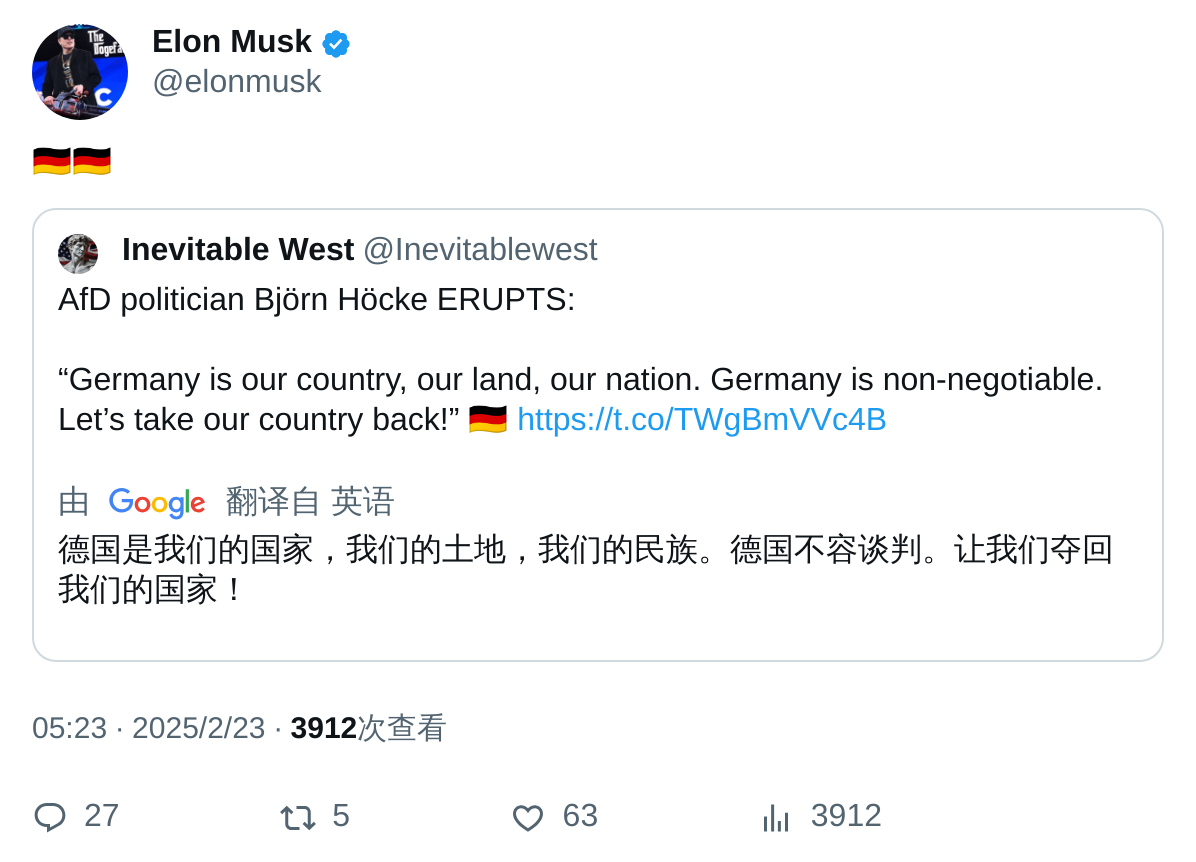 The
Dogefa
C
Elon Musk
@elonmusk
🇩🇪🇩🇪
Inevitable West @Inevitablewest
AfD politician Björn Höcke ERUPTS:
“Germany is our country, our land, our nation. Germany is non-negotiable.
Let’s take our country back!” 🇩🇪 https://t.co/TWgBmVVc4B
由 Google 翻译自 英语
德国是我们的国家，我们的土地，我们的民族。德国不容谈判。让我们夺回
我们的国家！
05:23 · 2025/2/23 · 3912次查看
27 5 63 3912